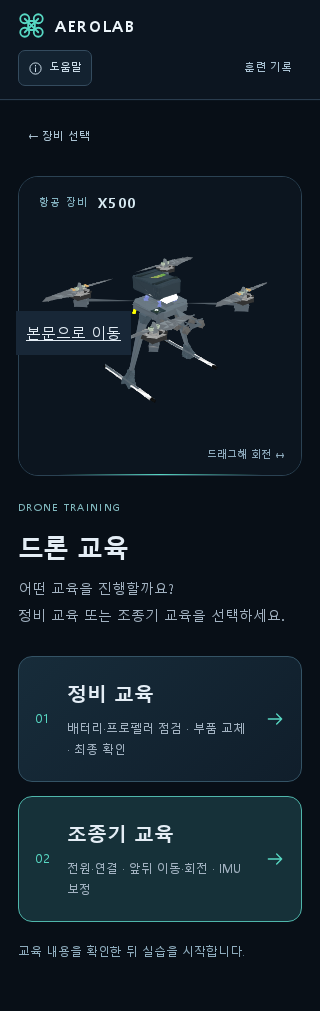 AEROLAB
도움말
훈련 기록
← 장비 선택
항공 장비 X500
본문으로 이동
드래그해 회전 ↔
DRONE TRAINING
드론 교육
어떤 교육을 진행할까요?
정비 교육 또는 조종기 교육을 선택하세요.
정비 교육
01
배터리·프로펠러 점검 · 부품 교체
· 최종 확인
→
조종기 교육
02
전원·연결 · 앞뒤 이동·회전 · IMU
보정
→
교육 내용을 확인한 뒤 실습을 시작합니다.